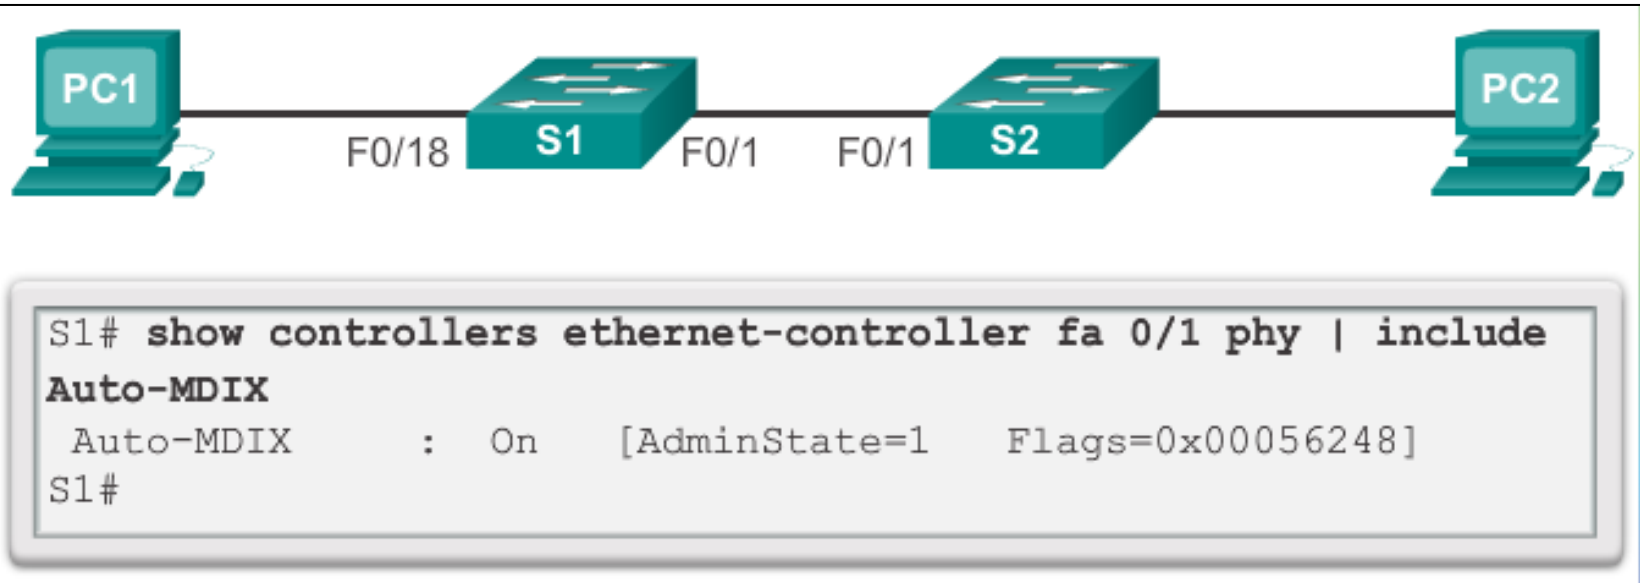 PC1
F0/18
S1
F0/1
F0/1
S2
PC2
S1# show controllers ethernet-controller fa 0/1 phy | include
Auto-MDIX
Auto-MDIX : On [AdminState=1 Flags=0x00056248]
S1#